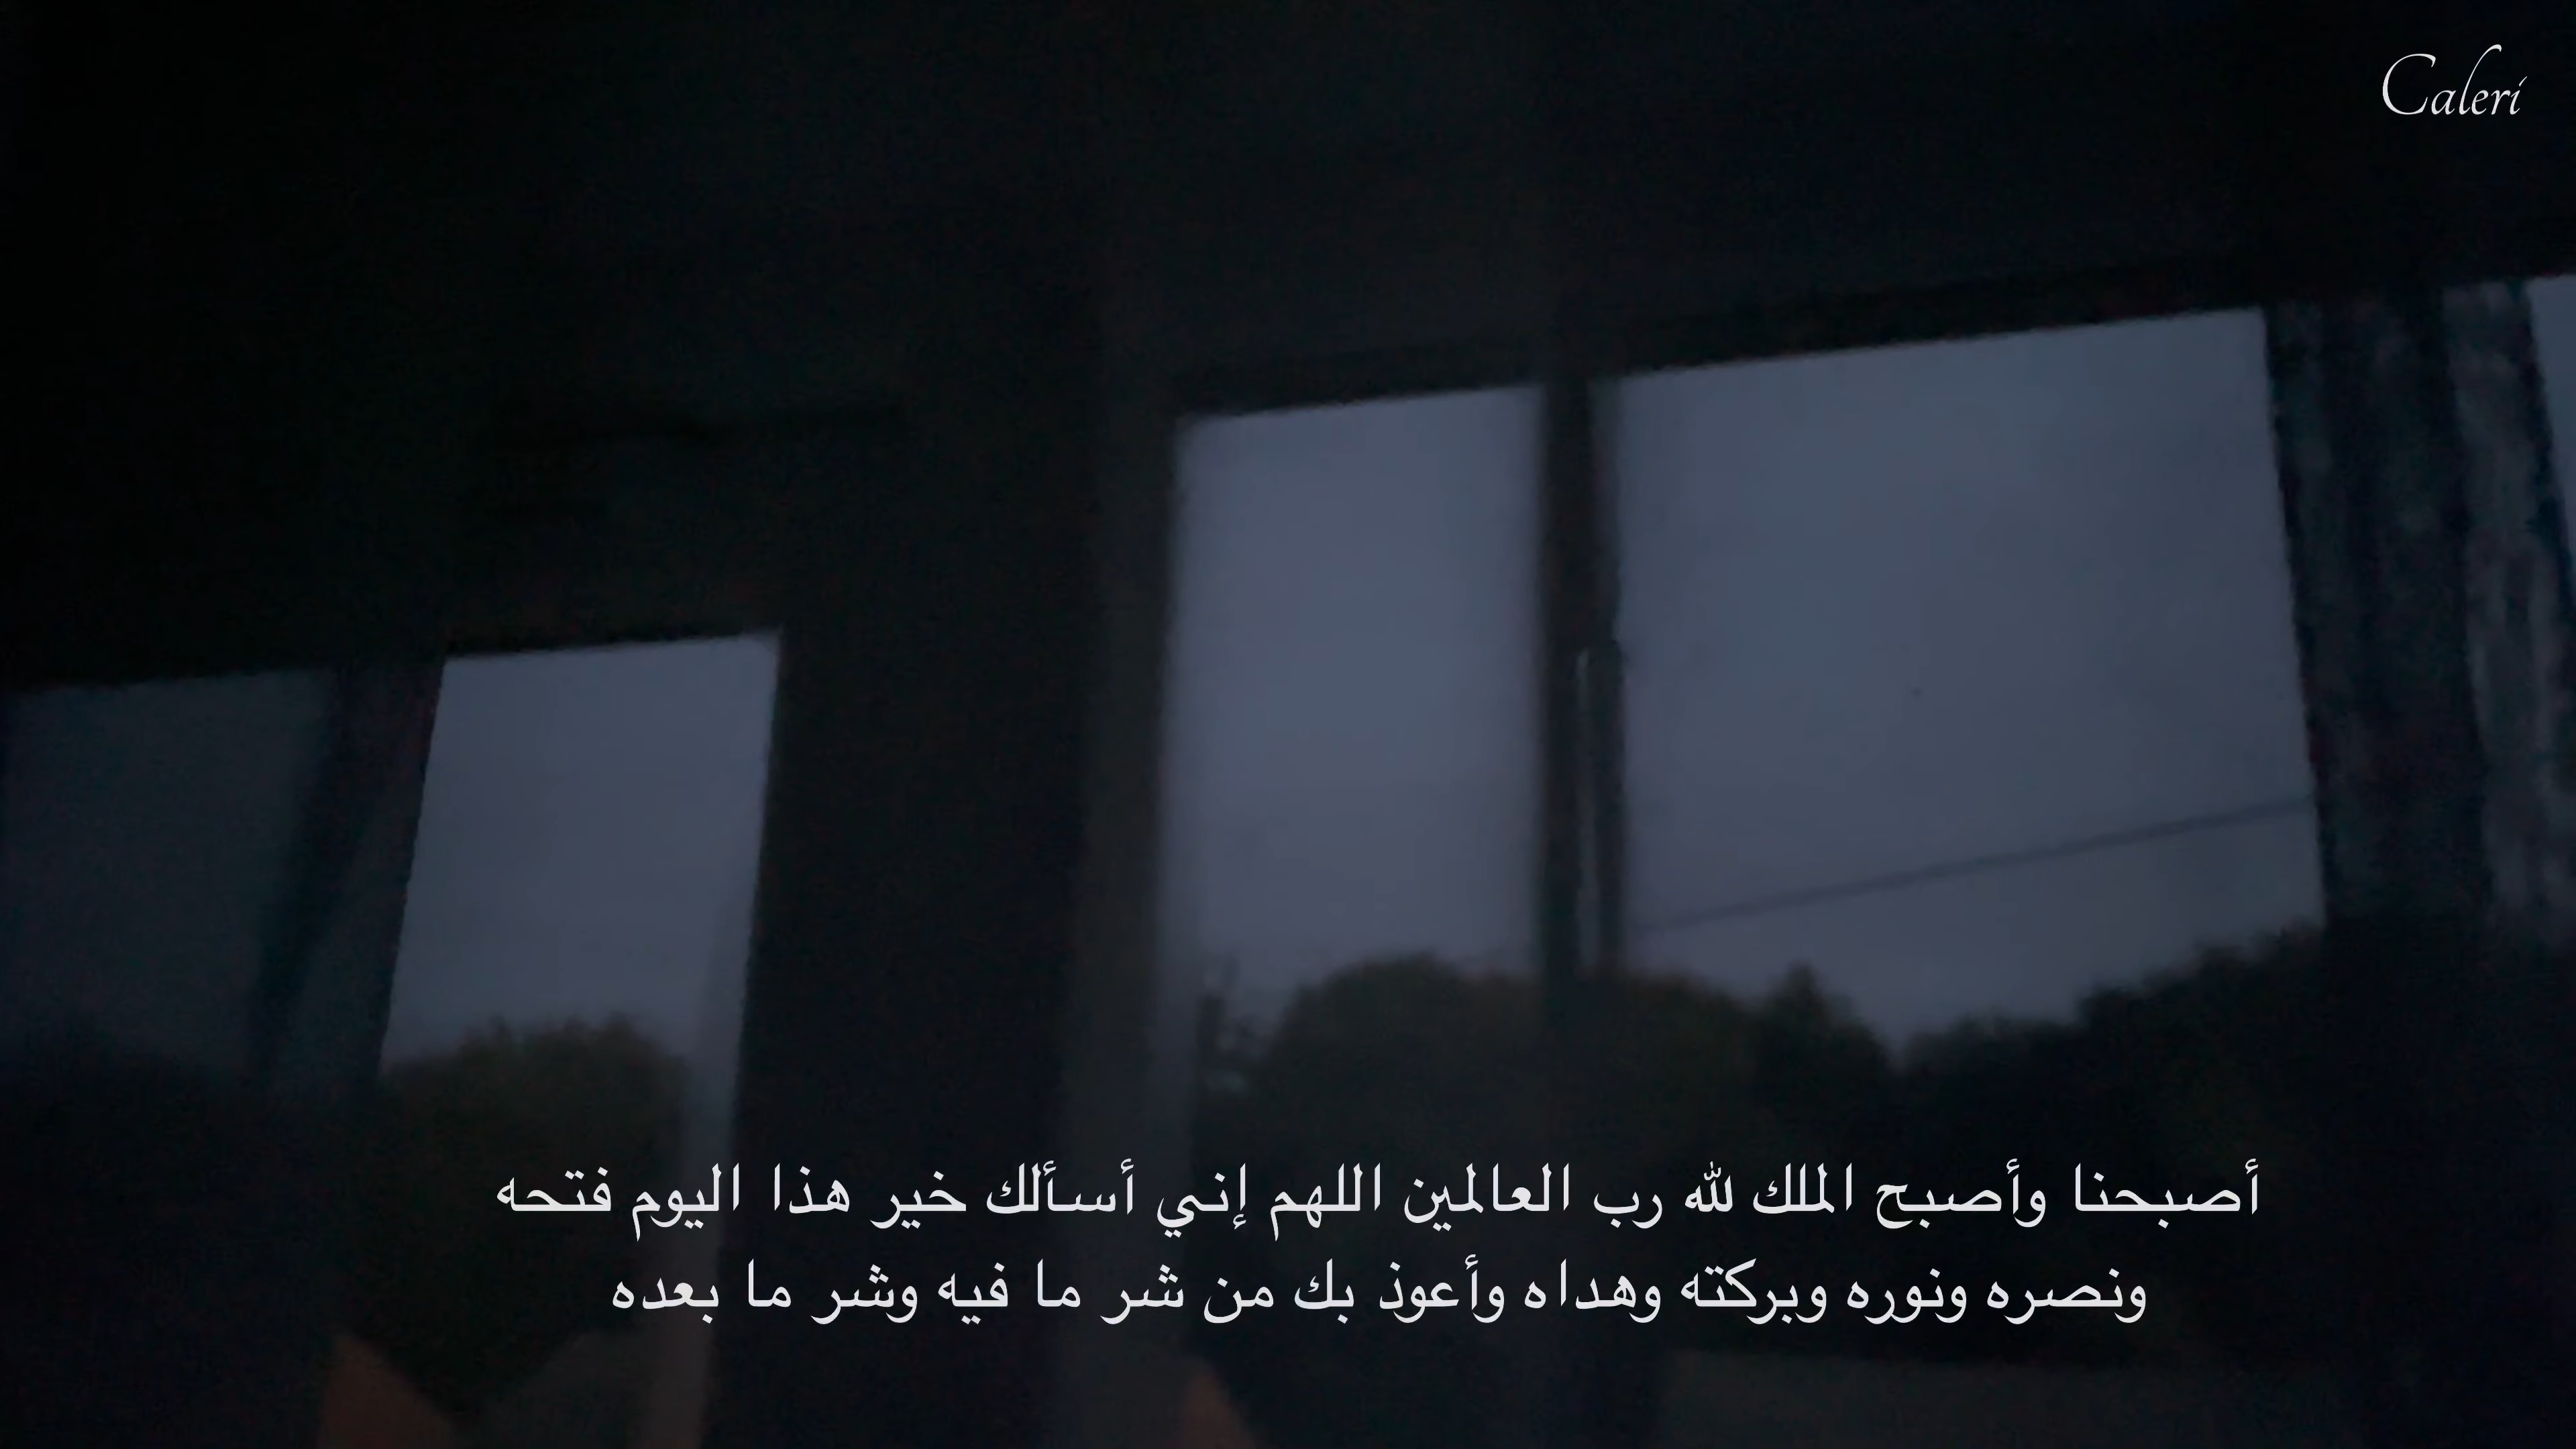 Caleri
أصبحنا وأصبح الملك لله رب العالمين اللهم إني أسألك خير هذا اليوم فتحه
ونصره ونوره وبركته وهداه وأعوذ بك من شر ما فيه وشر ما بعده